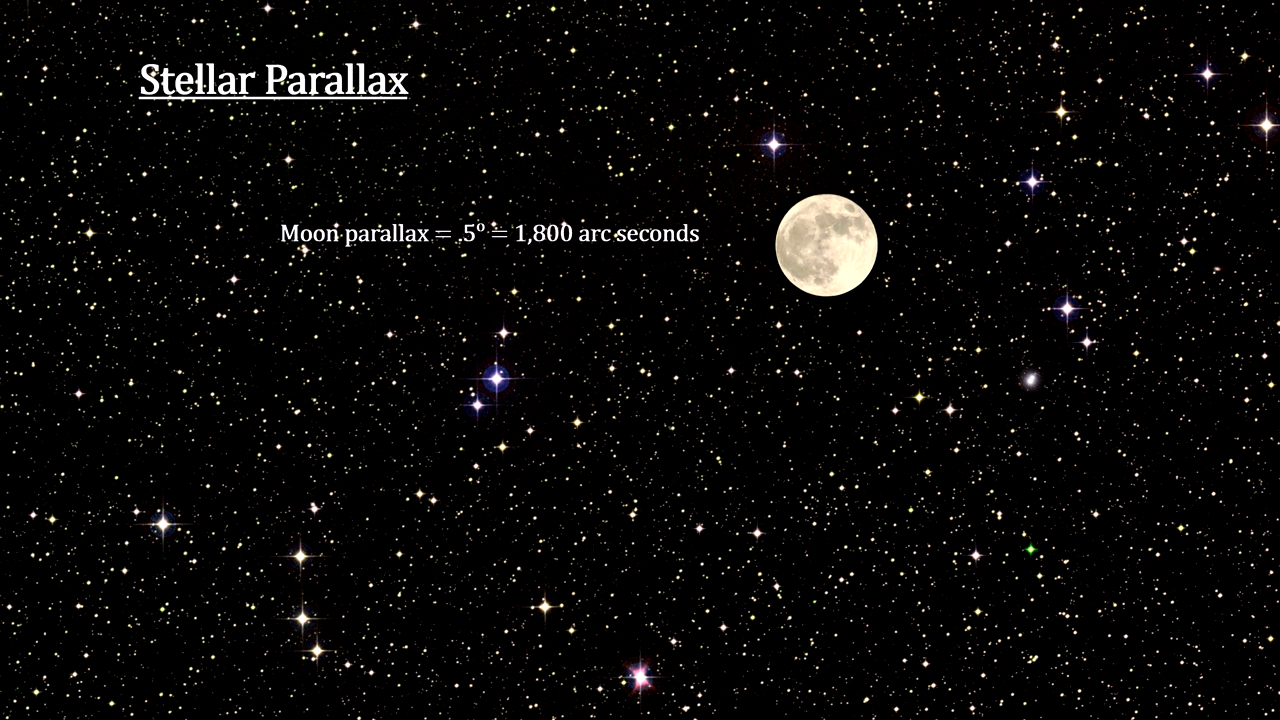 Stellar Parallax
Moon parallax = .5º = 1,800 arc seconds